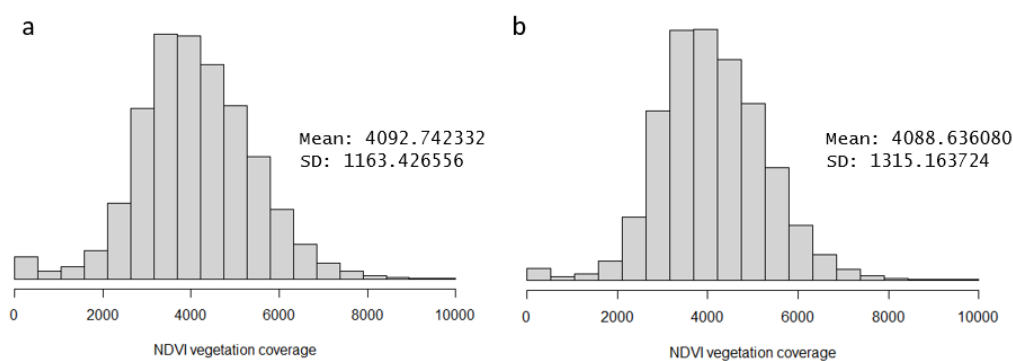 a
Mean: 4092.742332
SD: 1163.426556
0 2000 4000 6000 8000 10000
NDVI vegetation coverage
b
Mean: 4088.636080
SD: 1315.163724
0 2000 4000 6000 8000 10000
NDVI vegetation coverage